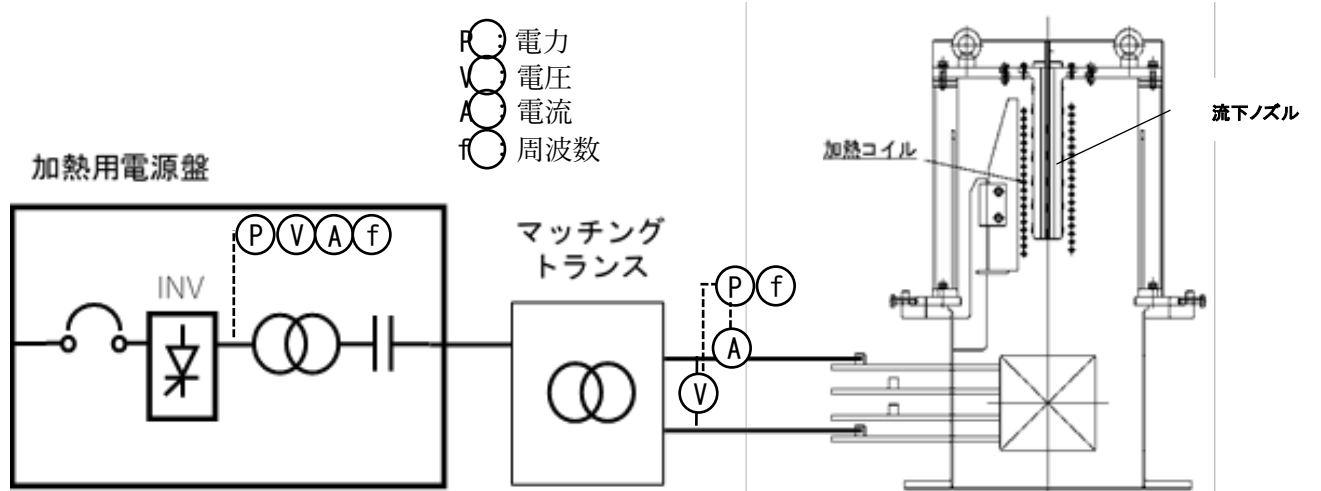 P: 電力
V: 電圧
A: 電流
f: 周波数
加熱用電源盤
P V A f
INV
マッチング
トランス
P f
A
V
加熱コイル
流下ノズル